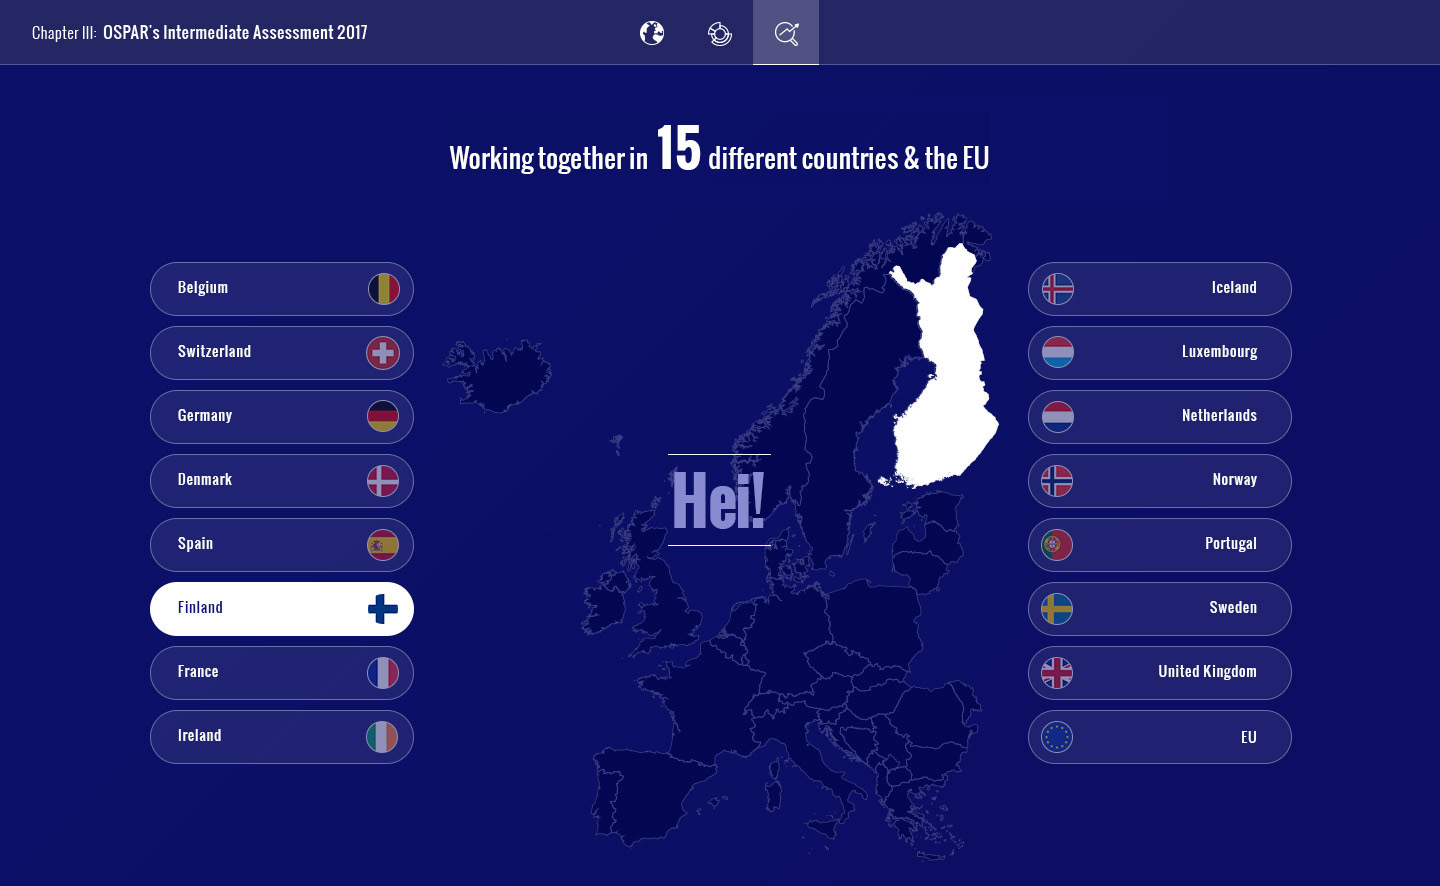 Chapter III: OSPAR's Intermediate Assessment 2017
Working together in 15 different countries & the EU
Belgium
Switzerland
Germany
Denmark
Spain
Finland
France
Ireland
Hei!
Iceland
Luxembourg
Netherlands
Norway
Portugal
Sweden
United Kingdom
EU